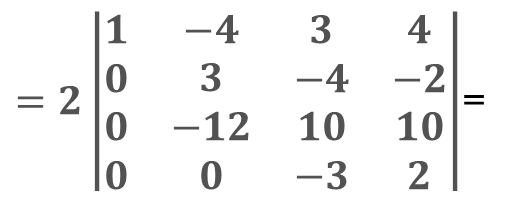 = 2 | 1 −4 3 4 | =
| 0 3 −4 −2 |
| 0 −12 10 10 |
| 0 0 −3 2 |